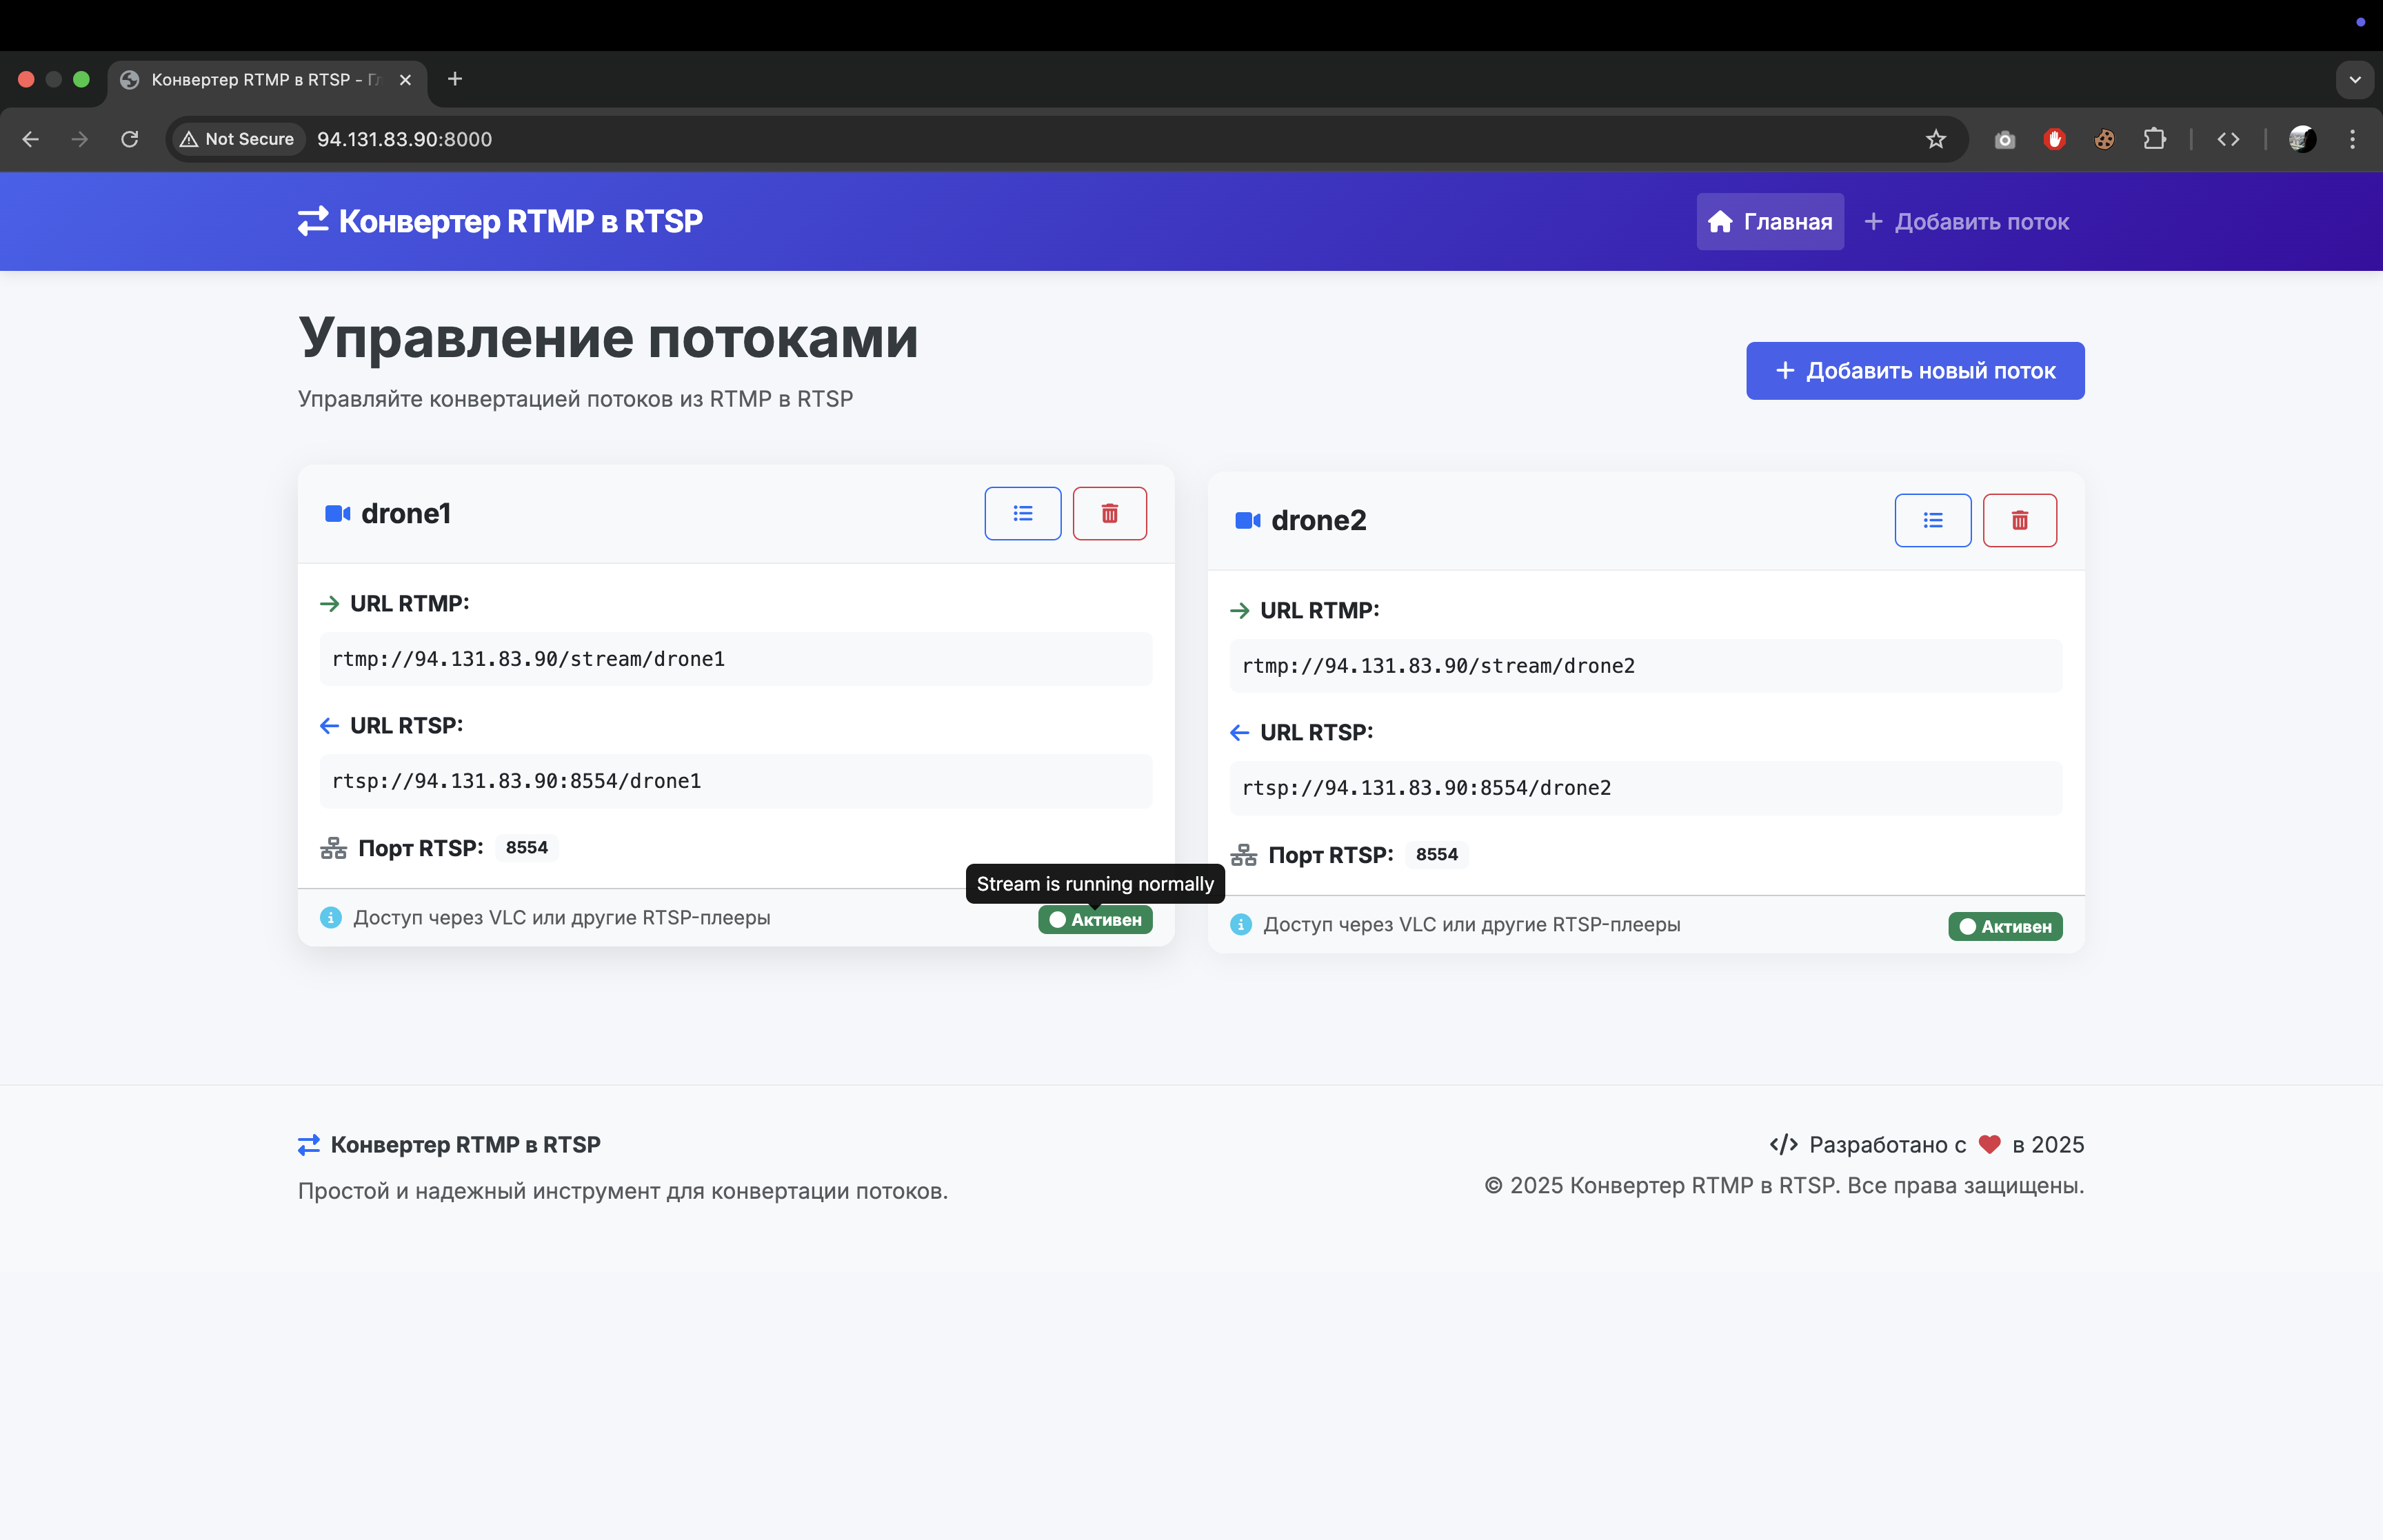 Конвертер RTMP в RTSP - Гл
Not Secure
94.131.83.90:8000
Конвертер RTMP в RTSP
Главная
Добавить поток
Управление потоками
Управляйте конвертацией потоков из RTMP в RTSP
Добавить новый поток
drone1
URL RTMP:
rtmp://94.131.83.90/stream/drone1
URL RTSP:
rtsp://94.131.83.90:8554/drone1
Порт RTSP: 8554
Stream is running normally
Доступ через VLC или другие RTSP-плееры
Активен
drone2
URL RTMP:
rtmp://94.131.83.90/stream/drone2
URL RTSP:
rtsp://94.131.83.90:8554/drone2
Порт RTSP: 8554
Доступ через VLC или другие RTSP-плееры
Активен
Конвертер RTMP в RTSP
Простой и надежный инструмент для конвертации потоков.
Разработано с ❤ в 2025
© 2025 Конвертер RTMP в RTSP. Все права защищены.